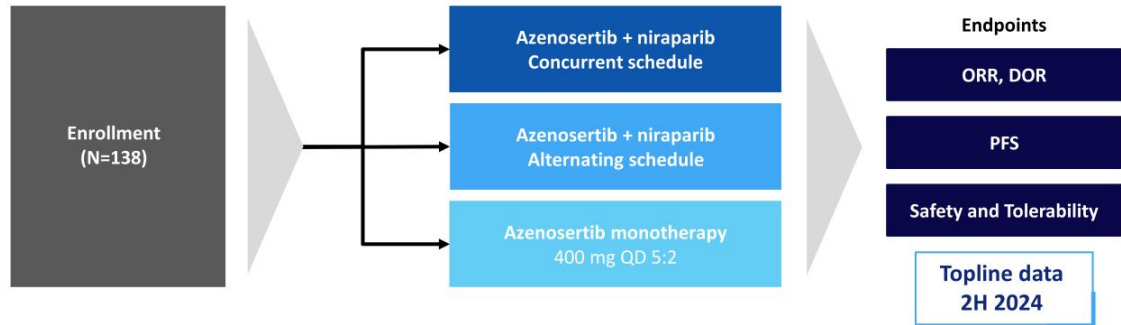 Enrollment
(N=138)
Azenosertib + niraparib
Concurrent schedule
Azenosertib + niraparib
Alternating schedule
Azenosertib monotherapy
400 mg QD 5:2
Endpoints
ORR, DOR
PFS
Safety and Tolerability
Topline data
2H 2024